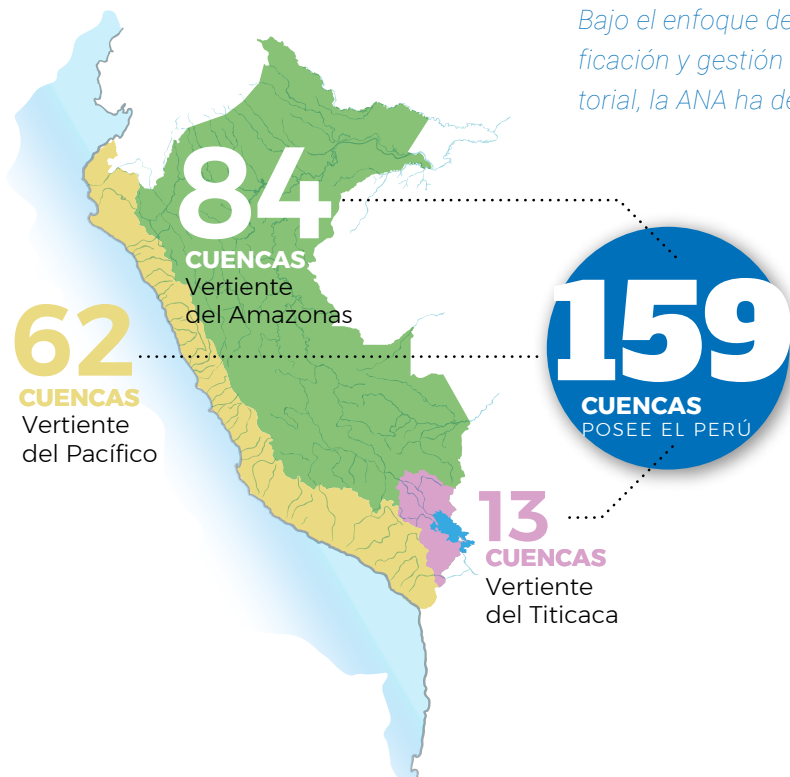 Bajo el enfoque de
ficación y gestión
torial, la ANA ha de
84
CUENCAS
Vertiente
del Amazonas
62
CUENCAS
Vertiente
del Pacífico
159
CUENCAS
POSEE EL PERÚ
13
CUENCAS
Vertiente
del Titicaca